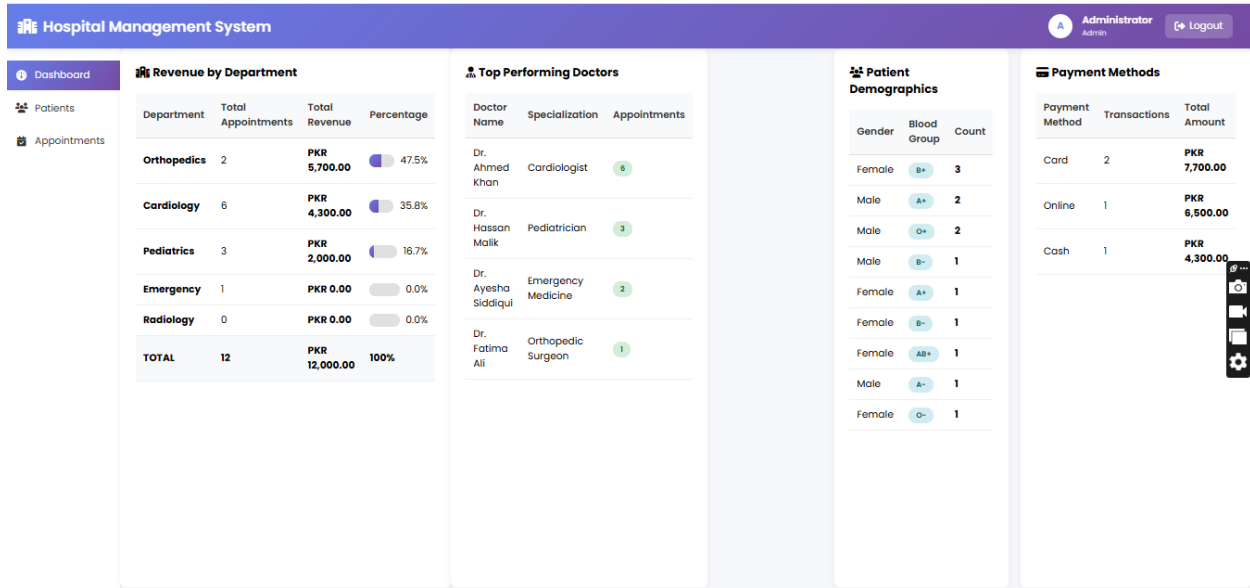 Hospital Management System
A
Administrator
Admin
Logout
Dashboard
Patients
Appointments
Revenue by Department
Department Total Appointments Total Revenue Percentage
Orthopedics 2 PKR 5,700.00 47.5%
Cardiology 6 PKR 4,300.00 35.8%
Pediatrics 3 PKR 2,000.00 16.7%
Emergency 1 PKR 0.00 0.0%
Radiology 0 PKR 0.00 0.0%
TOTAL 12 PKR 12,000.00 100%
Top Performing Doctors
Doctor Name Specialization Appointments
Dr. Ahmed Khan Cardiologist 6
Dr. Hassan Malik Pediatrician 3
Dr. Ayesha Siddiqui Emergency Medicine 2
Dr. Fatima Ali Orthopedic Surgeon 1
Patient Demographics
Gender Blood Group Count
Female B+ 3
Male A+ 2
Male O+ 2
Male B- 1
Female A+ 1
Female B- 1
Female AB+ 1
Male A- 1
Female O- 1
Payment Methods
Payment Method Transactions Total Amount
Card 2 PKR 7,700.00
Online 1 PKR 6,500.00
Cash 1 PKR 4,300.00